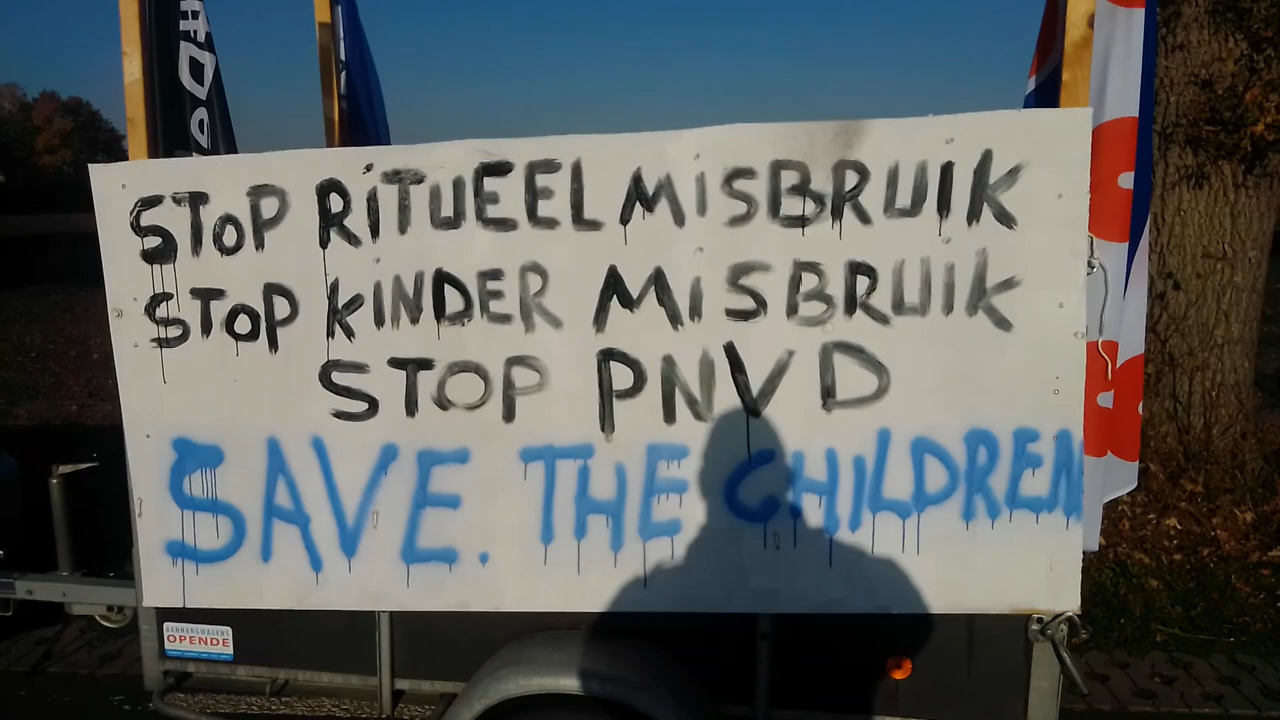 STOP RITUEEL MISBRUIK
STOP KINDER MISBRUIK
STOP PNVD
SAVE. THE CHILDREN
AANHANGWAGENS
OPENDE